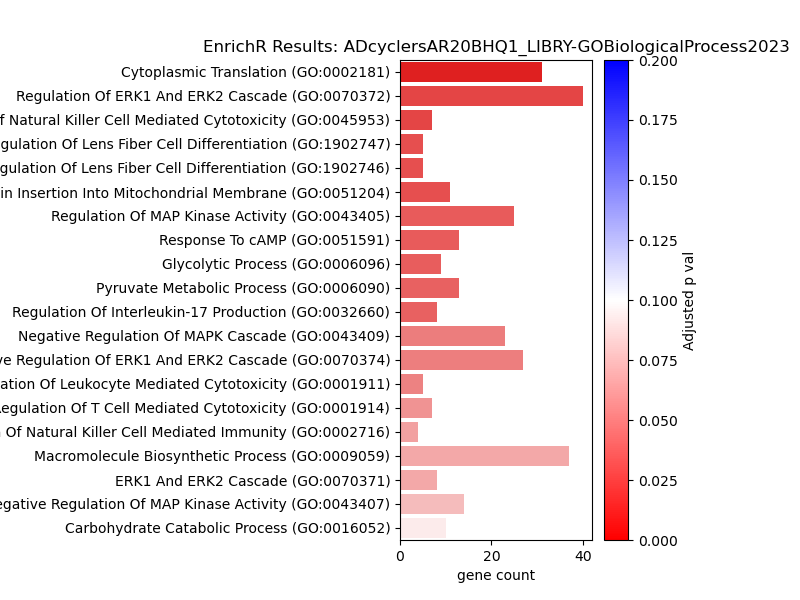 EnrichR Results: ADcyclersAR20BHQ1_LIBRY-GOBiologicalProcess2023
Cytoplasmic Translation (GO:0002181)
Regulation Of ERK1 And ERK2 Cascade (GO:0070372)
Of Natural Killer Cell Mediated Cytotoxicity (GO:0045953)
gulation Of Lens Fiber Cell Differentiation (GO:1902747)
gulation Of Lens Fiber Cell Differentiation (GO:1902746)
in Insertion Into Mitochondrial Membrane (GO:0051204)
Regulation Of MAP Kinase Activity (GO:0043405)
Response To cAMP (GO:0051591)
Glycolytic Process (GO:0006096)
Pyruvate Metabolic Process (GO:0006090)
Regulation Of Interleukin-17 Production (GO:0032660)
Negative Regulation Of MAPK Cascade (GO:0043409)
ve Regulation Of ERK1 And ERK2 Cascade (GO:0070374)
ation Of Leukocyte Mediated Cytotoxicity (GO:0001911)
Regulation Of T Cell Mediated Cytotoxicity (GO:0001914)
Of Natural Killer Cell Mediated Immunity (GO:0002716)
Macromolecule Biosynthetic Process (GO:0009059)
ERK1 And ERK2 Cascade (GO:0070371)
egative Regulation Of MAP Kinase Activity (GO:0043407)
Carbohydrate Catabolic Process (GO:0016052)
0 20 40
gene count
0.200
0.175
0.150
0.125
0.100
0.075
0.050
0.025
0.000
Adjusted p val